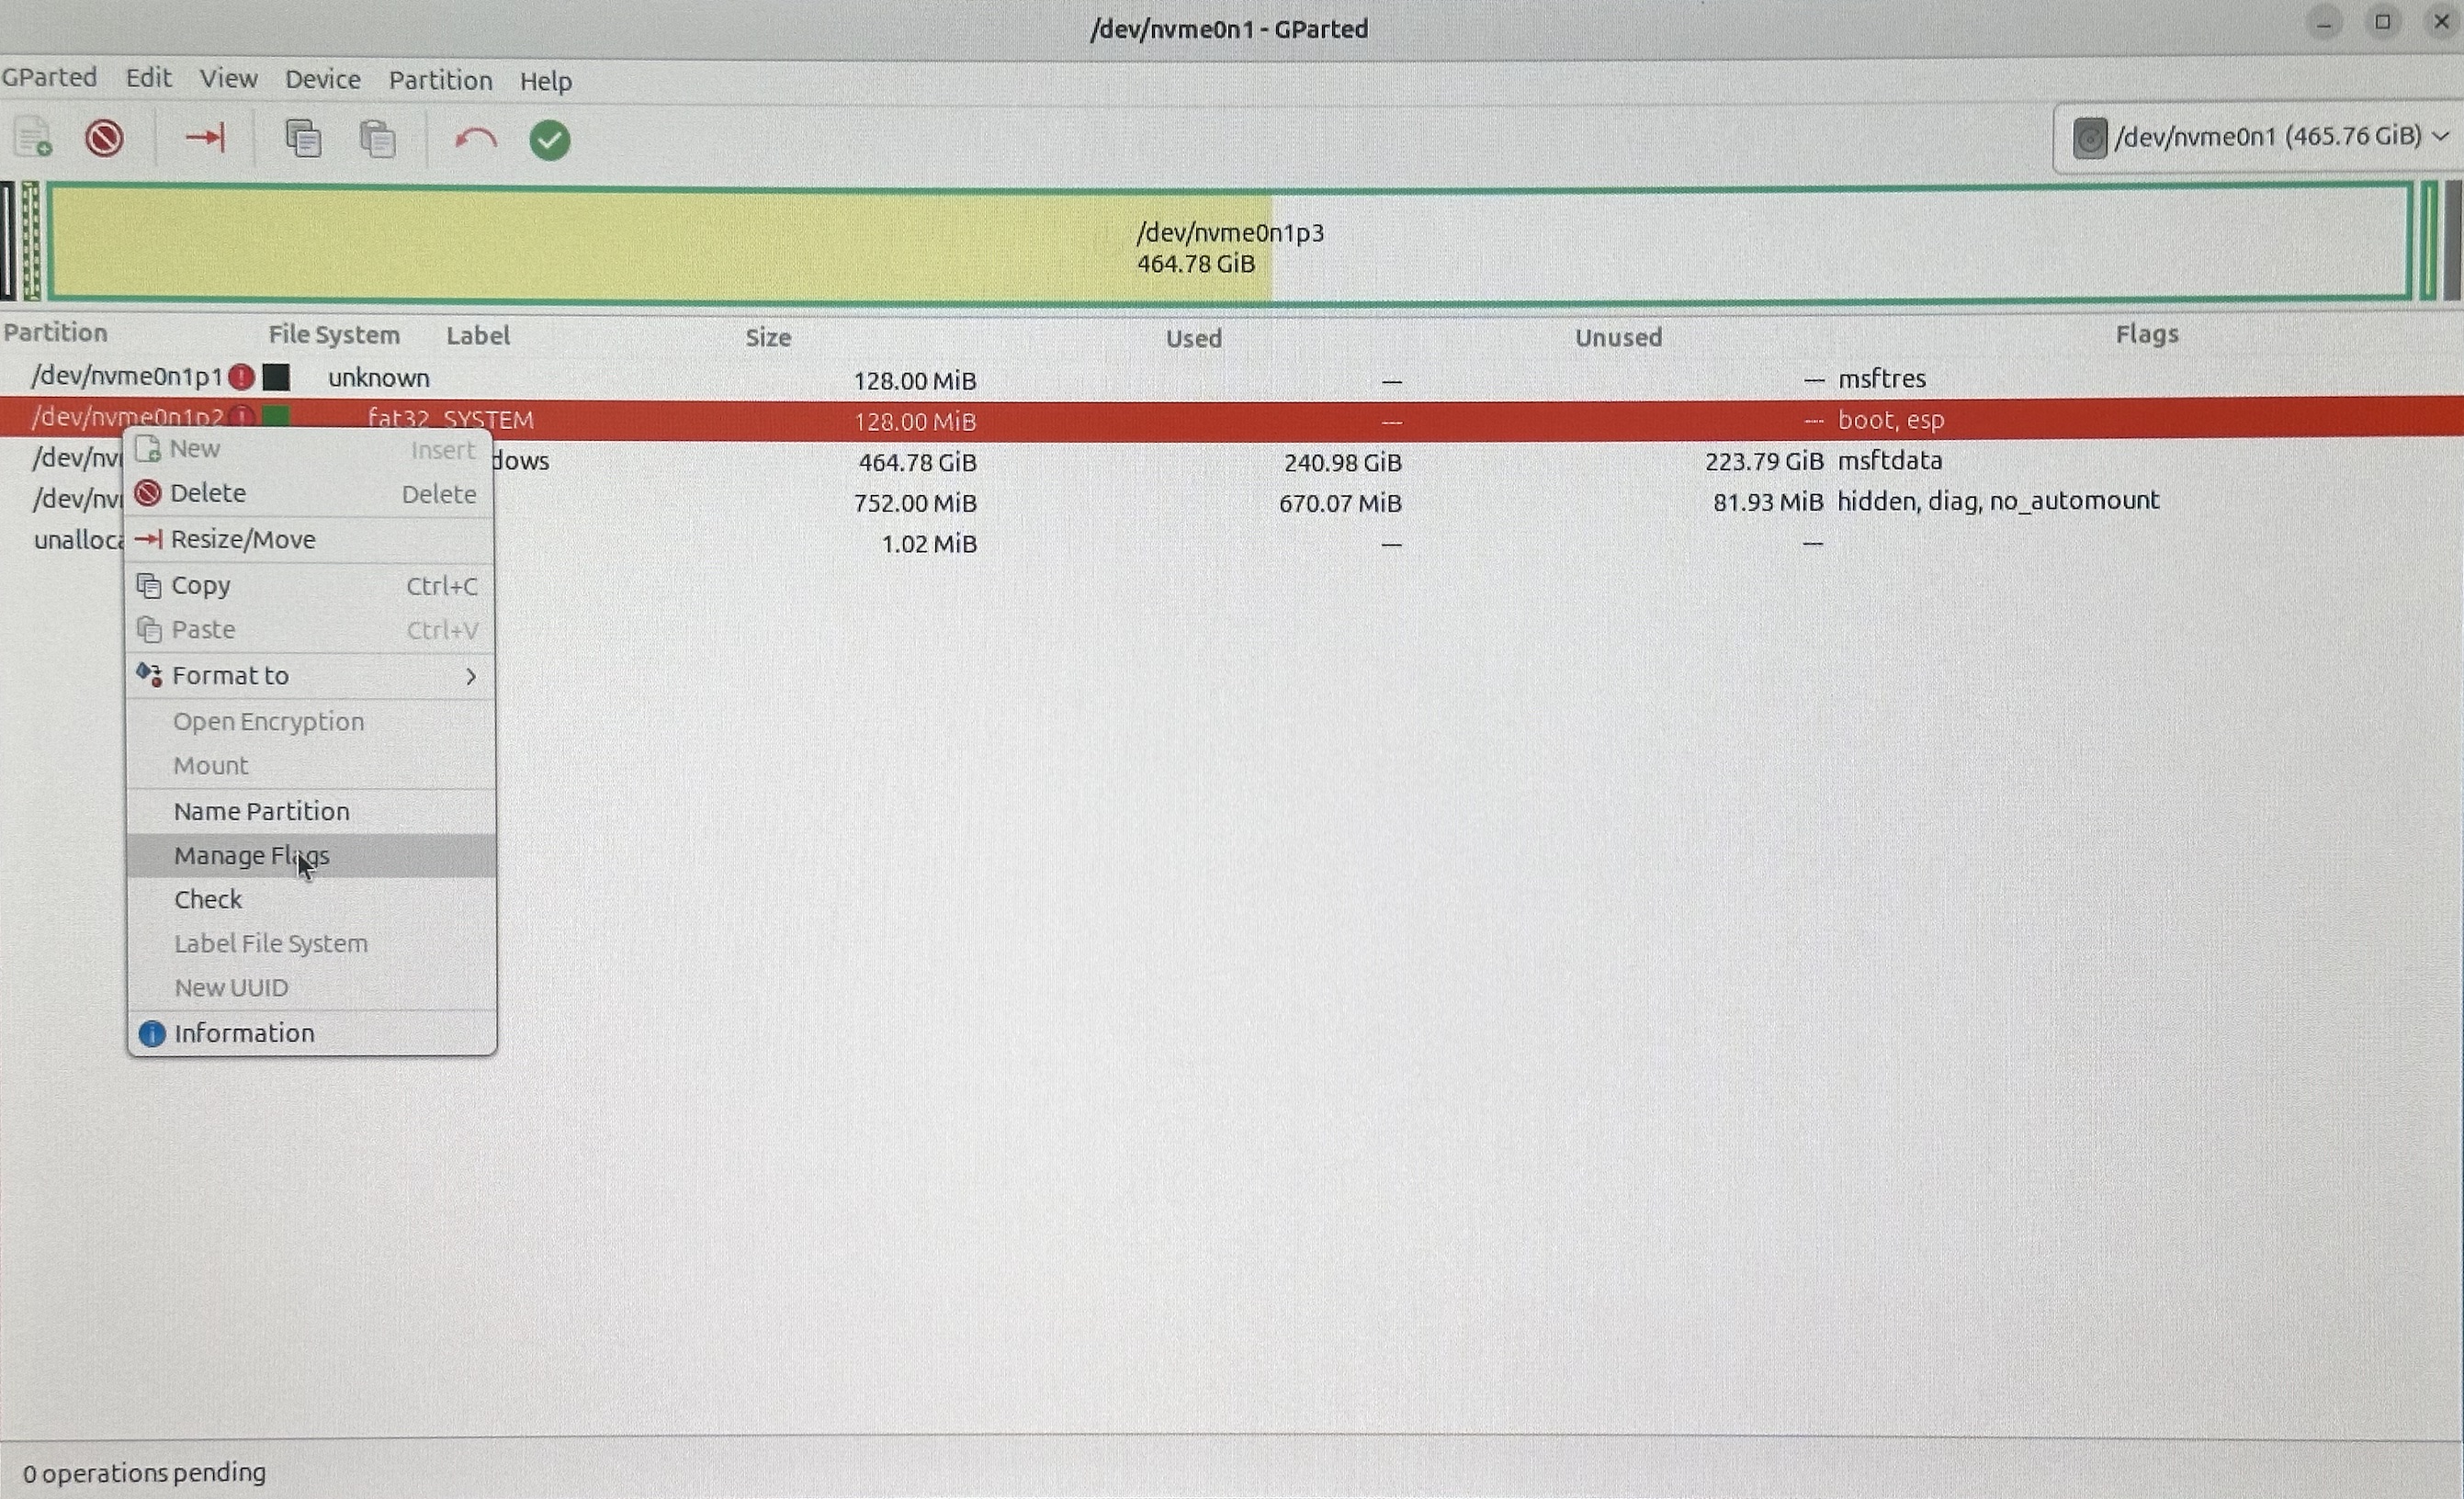 /dev/nvme0n1 - GParted
GParted Edit View Device Partition Help
/dev/nvme0n1 (465.76 GiB)
/dev/nvme0n1p3
464.78 GiB
Partition File System Label Size Used Unused Flags
/dev/nvme0n1p1 unknown 128.00 MiB — — msftres
/dev/nvme0n1p2 fat32 SYSTEM 128.00 MiB — — boot, esp
/dev/nv dows 464.78 GiB 240.98 GiB 223.79 GiB msftdata
/dev/nv 752.00 MiB 670.07 MiB 81.93 MiB hidden, diag, no_automount
unalloca 1.02 MiB — —
New Insert
Delete Delete
Resize/Move
Copy Ctrl+C
Paste Ctrl+V
Format to
Open Encryption
Mount
Name Partition
Manage Flags
Check
Label File System
New UUID
Information
0 operations pending